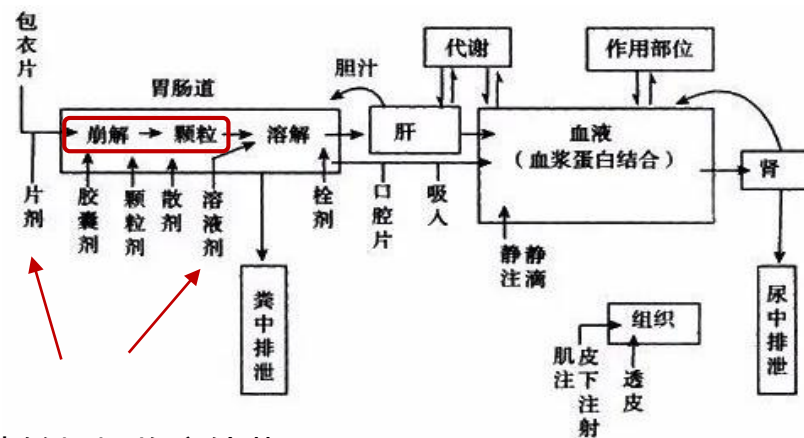 包衣片
胃肠道
崩解
颗粒
溶解
胆汁
肝
代谢
作用部位
血液
（血浆蛋白结合）
肾
片剂
胶囊剂
颗粒剂
散剂
溶液剂
栓剂
口腔片
吸入
静注
静滴
粪中排泄
组织
肌注
皮下注射
透皮
尿中排泄